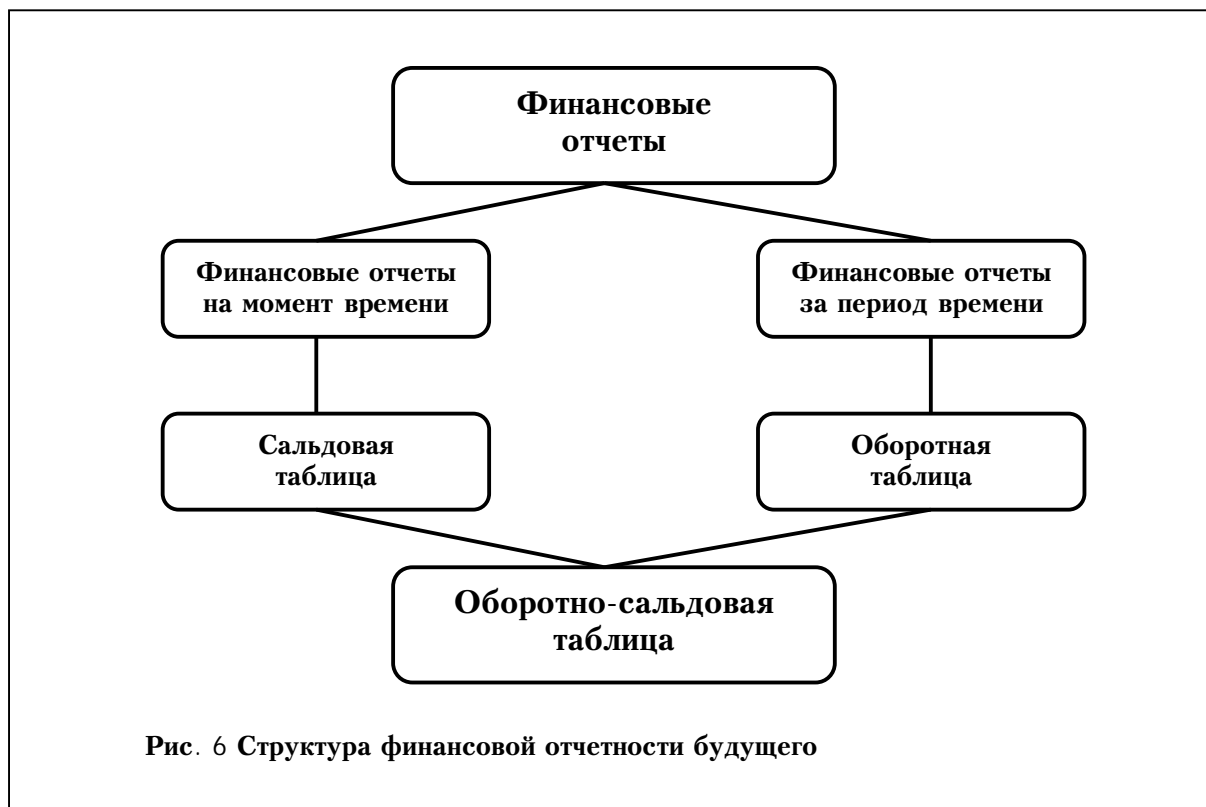 Финансовые
отчеты
Финансовые отчеты
на момент времени
Финансовые отчеты
за период времени
Сальдовая
таблица
Оборотная
таблица
Оборотно-сальдовая
таблица
Рис. 6 Структура финансовой отчетности будущего